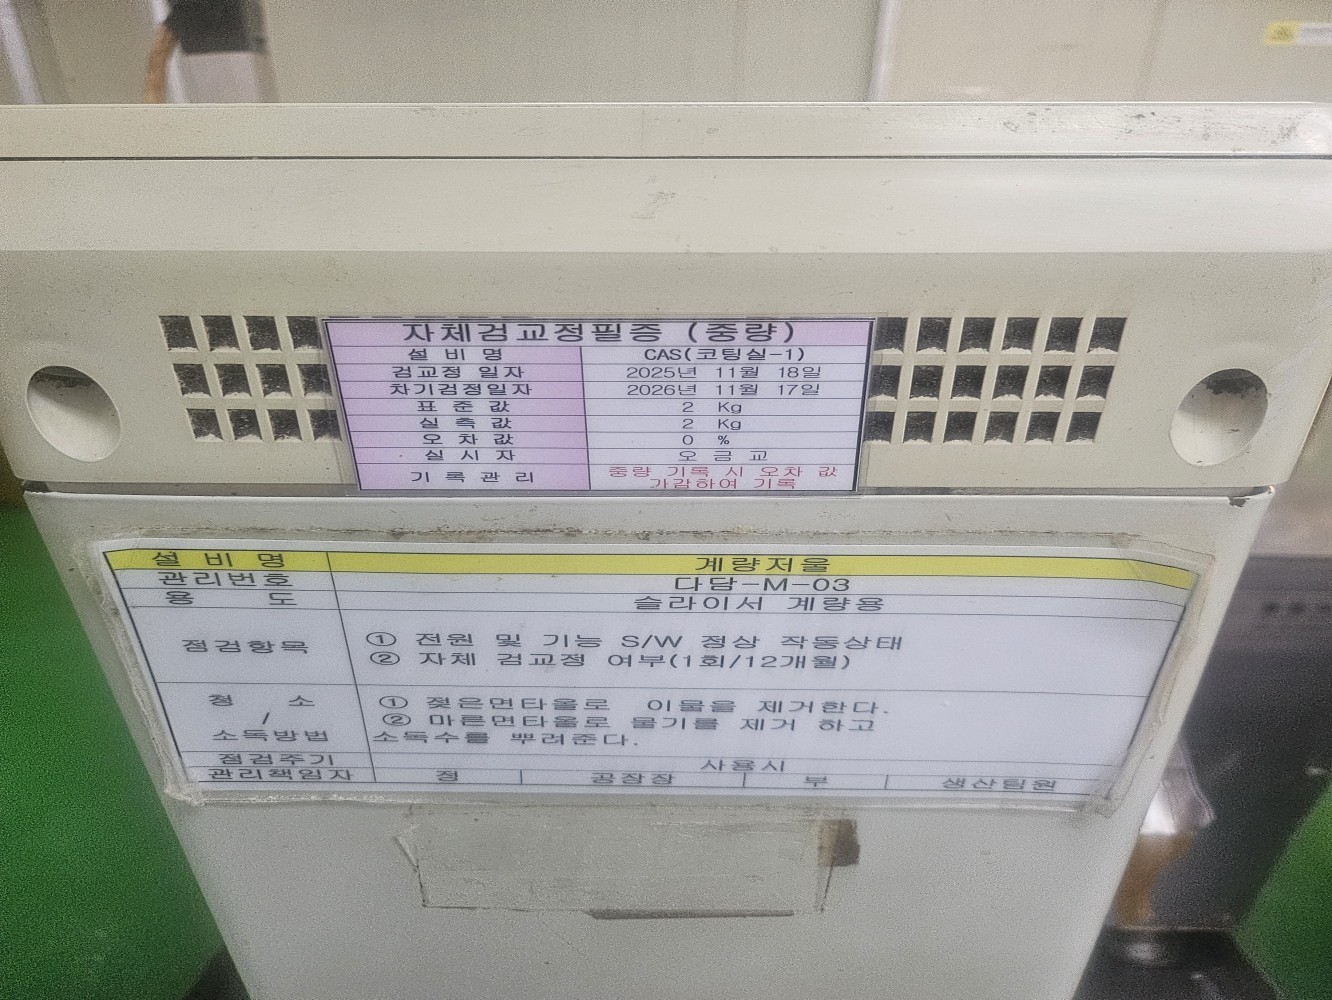 자체검교정필증 (중량)
설 비 명 CAS(코팅실-1)
검교정 일자 2025년 11월 18일
차기검정일자 2026년 11월 17일
표 준 값 2 Kg
실 측 값 2 Kg
오 차 값 0 %
실 시 자 오 금 교
기 록 관 리 중량 기록 시 오차 값
가감하여 기록
설 비 명 계량저울
관리번호 다담-M-03
용 도 슬라이서 계량용
점검항목 ① 전원 및 기능 S/W 정상 작동상태
② 자체 검교정 여부(1회/12개월)
청 소 ① 젖은면타올로 이물을 제거한다.
/ ② 마른면타올로 물기를 제거 하고
소독방법 소독수를 뿌려준다.
점검주기 사용시
관리책임자 정 공장장 부 생산팀원